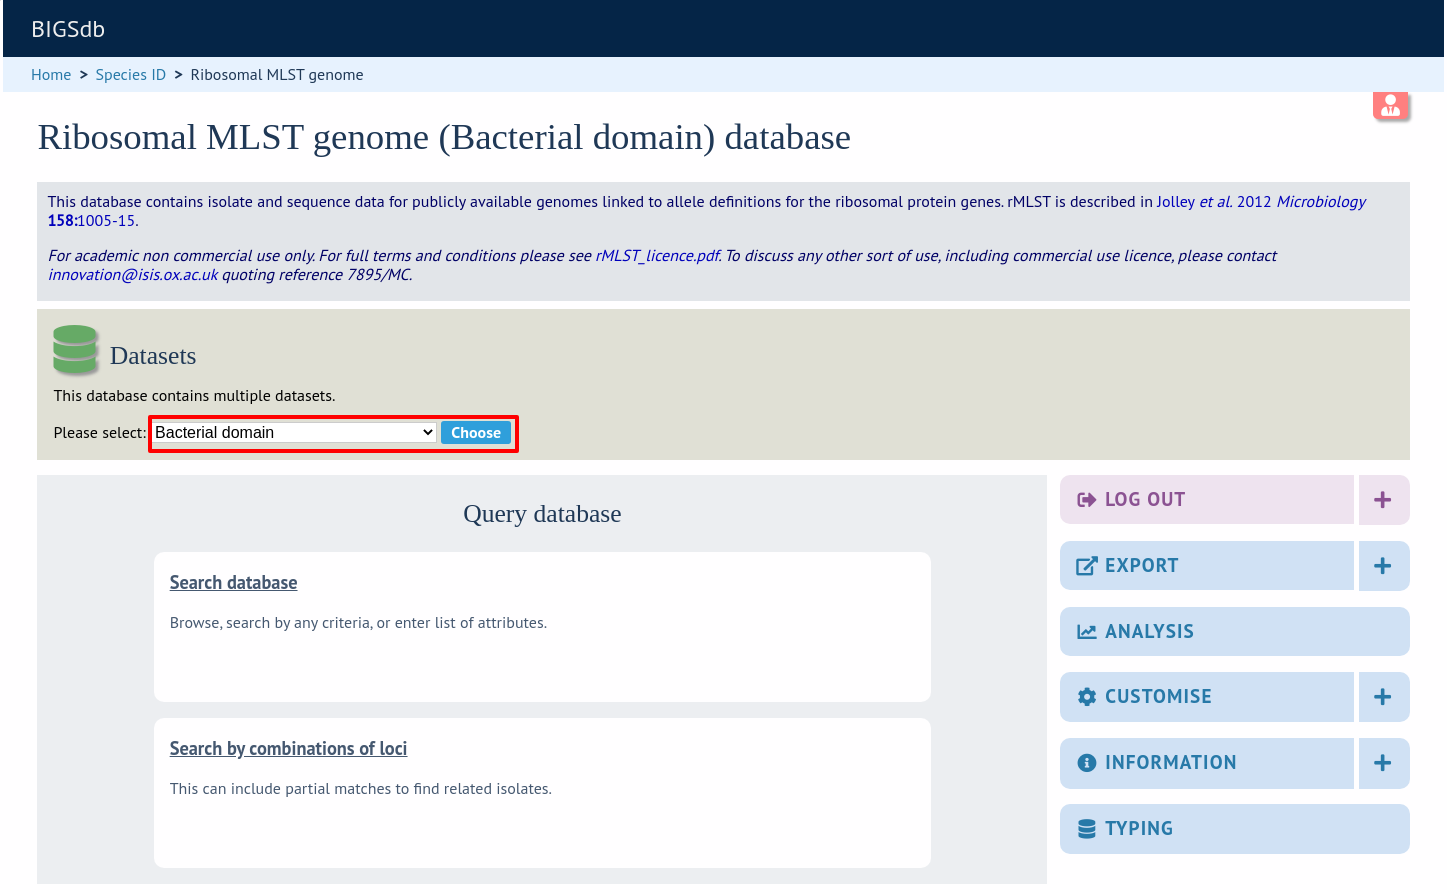 BIGSdb
Home > Species ID > Ribosomal MLST genome
Ribosomal MLST genome (Bacterial domain) database
This database contains isolate and sequence data for publicly available genomes linked to allele definitions for the ribosomal protein genes. rMLST is described in Jolley et al. 2012 Microbiology
158:1005-15.
For academic non commercial use only. For full terms and conditions please see rMLST_licence.pdf. To discuss any other sort of use, including commercial use licence, please contact
innovation@isis.ox.ac.uk quoting reference 7895/MC.
Datasets
This database contains multiple datasets.
Please select: Bacterial domain Choose
Query database
Search database
Browse, search by any criteria, or enter list of attributes.
Search by combinations of loci
This can include partial matches to find related isolates.
LOG OUT +
EXPORT +
ANALYSIS
CUSTOMISE +
INFORMATION +
TYPING